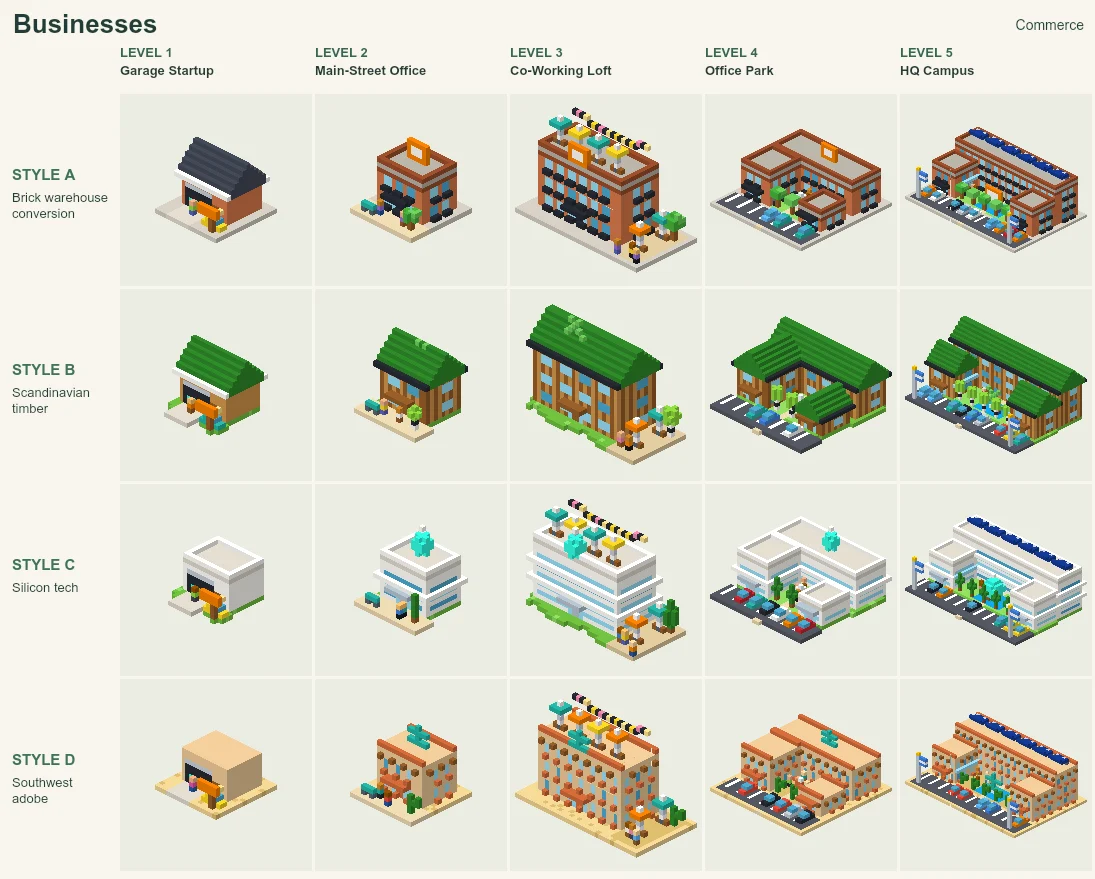 Businesses
Commerce
LEVEL 1
Garage Startup
LEVEL 2
Main-Street Office
LEVEL 3
Co-Working Loft
LEVEL 4
Office Park
LEVEL 5
HQ Campus
STYLE A
Brick warehouse
conversion
STYLE B
Scandinavian
timber
STYLE C
Silicon tech
STYLE D
Southwest
adobe